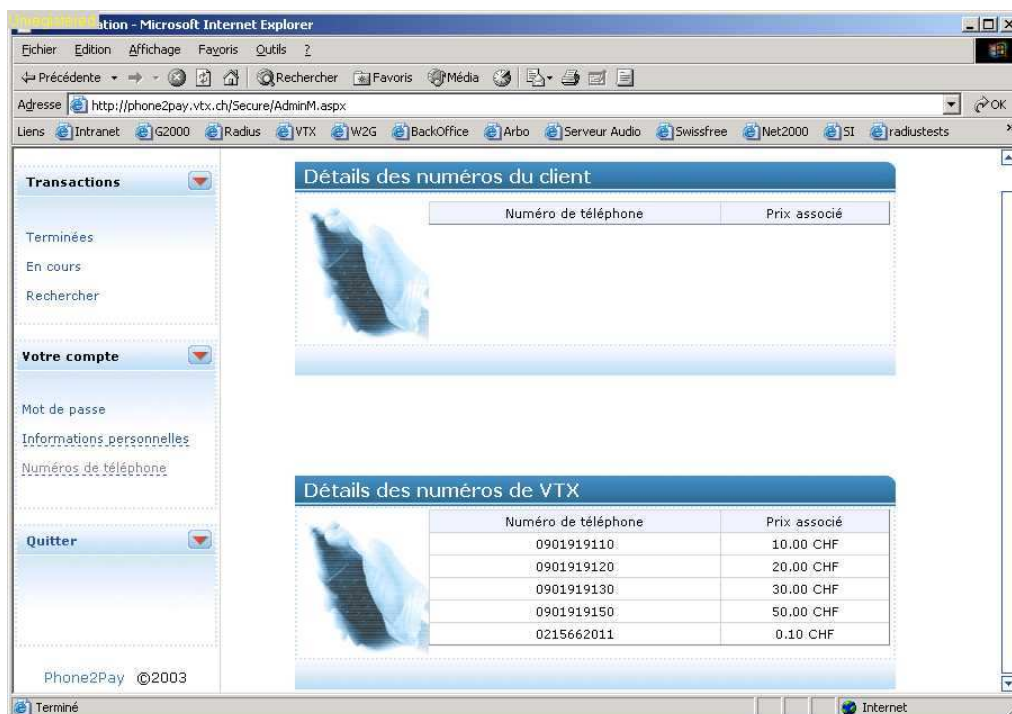 Unregistered ation - Microsoft Internet Explorer
Fichier Edition Affichage Favoris Outils ?
Précédente Rechercher Favoris Média
Adresse http://phone2pay.vtx.ch/Secure/AdminM.aspx OK
Liens Intranet G2000 Radius VTX W2G BackOffice Arbo Serveur Audio Swissfree Net2000 SI radiustests »
Transactions
Terminées
En cours
Rechercher
Votre compte
Mot de passe
Informations personnelles
Numéros de téléphone
Quitter
Phone2Pay ©2003
Détails des numéros du client
Numéro de téléphone Prix associé
Détails des numéros de VTX
Numéro de téléphone Prix associé
0901919110 10.00 CHF
0901919120 20.00 CHF
0901919130 30.00 CHF
0901919150 50.00 CHF
0215662011 0.10 CHF
Terminé Internet